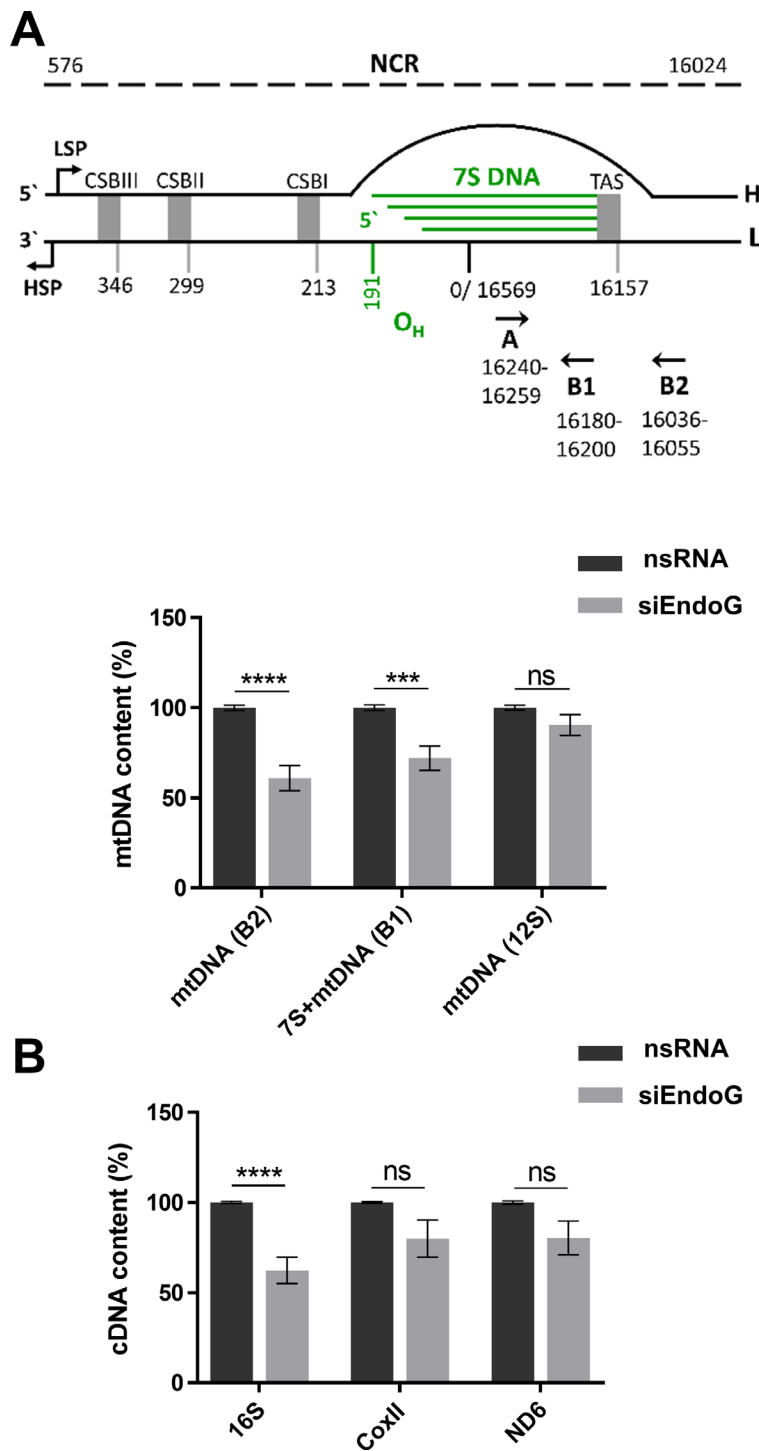 A
576 NCR 16024
LSP
CSBIII CSBII CSBI 7S DNA TAS
5` H
5`
3` L
HSP 346 299 213 191 0/ 16569 16157
OH
A
16240-
16259
B1 B2
16180- 16036-
16200 16055
nsRNA
siEndoG
mtDNA content (%)
150
100
50
0
**** *** ns
mtDNA (B2) 7S+mtDNA (B1) mtDNA (12S)
B
nsRNA
siEndoG
cDNA content (%)
150
100
50
0
**** ns ns
16S CoxII ND6